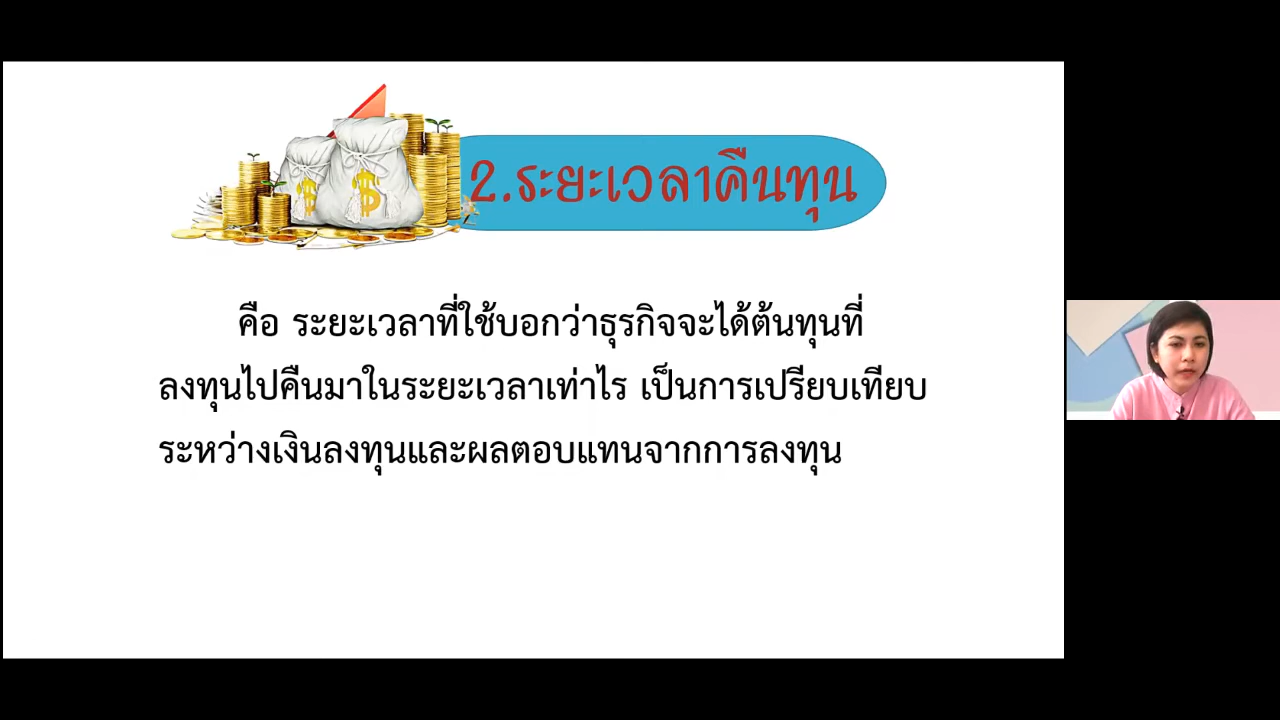 2.ระยะเวลาคืนทุน
คือ ระยะเวลาที่ใช้บอกว่าธุรกิจจะได้ต้นทุนที่
ลงทุนไปคืนมาในระยะเวลาเท่าไร เป็นการเปรียบเทียบ
ระหว่างเงินลงทุนและผลตอบแทนจากการลงทุน